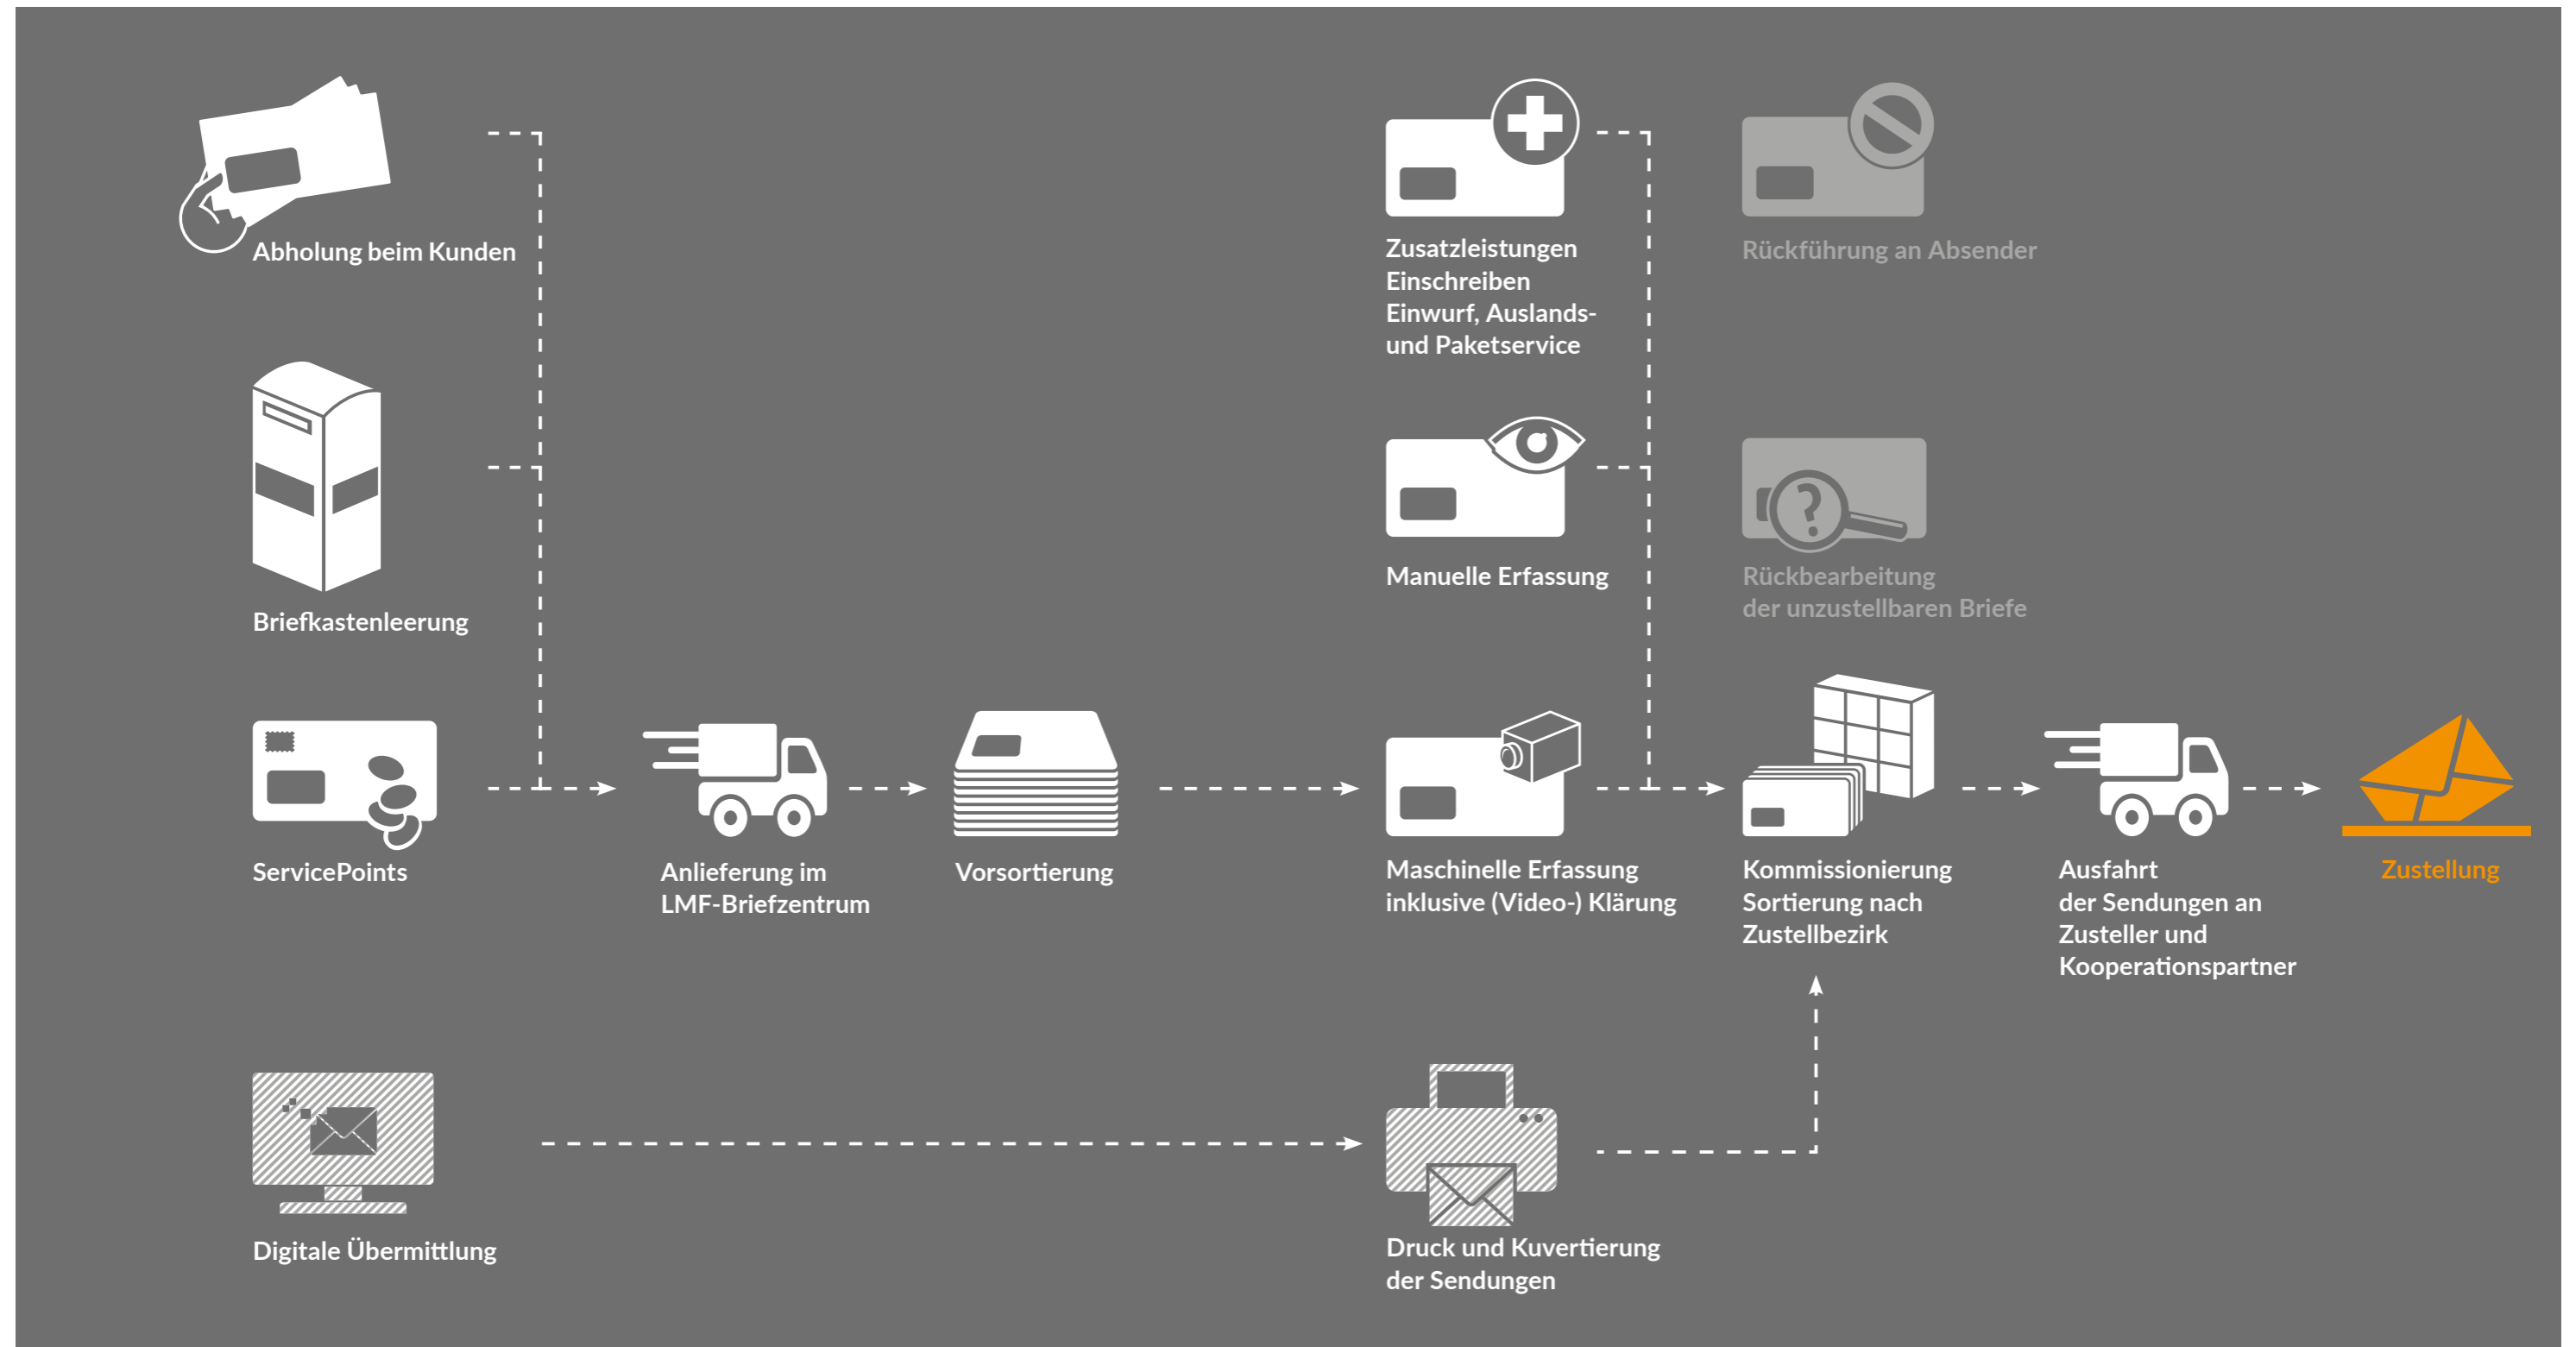 Abholung beim Kunden
Briefkastenleerung
ServicePoints
Anlieferung im
LMF-Briefzentrum
Vorsortierung
Zusatzleistungen
Einschreiben
Einwurf, Auslands-
und Paketservice
Manuelle Erfassung
Maschinelle Erfassung
inklusive (Video-) Klärung
Rückführung an Absender
Rückbearbeitung
der unzustellbaren Briefe
Kommissionierung
Sortierung nach
Zustellbezirk
Ausfahrt
der Sendungen an
Zusteller und
Kooperationspartner
Zustellung
Digitale Übermittlung
Druck und Kuvertierung
der Sendungen
?